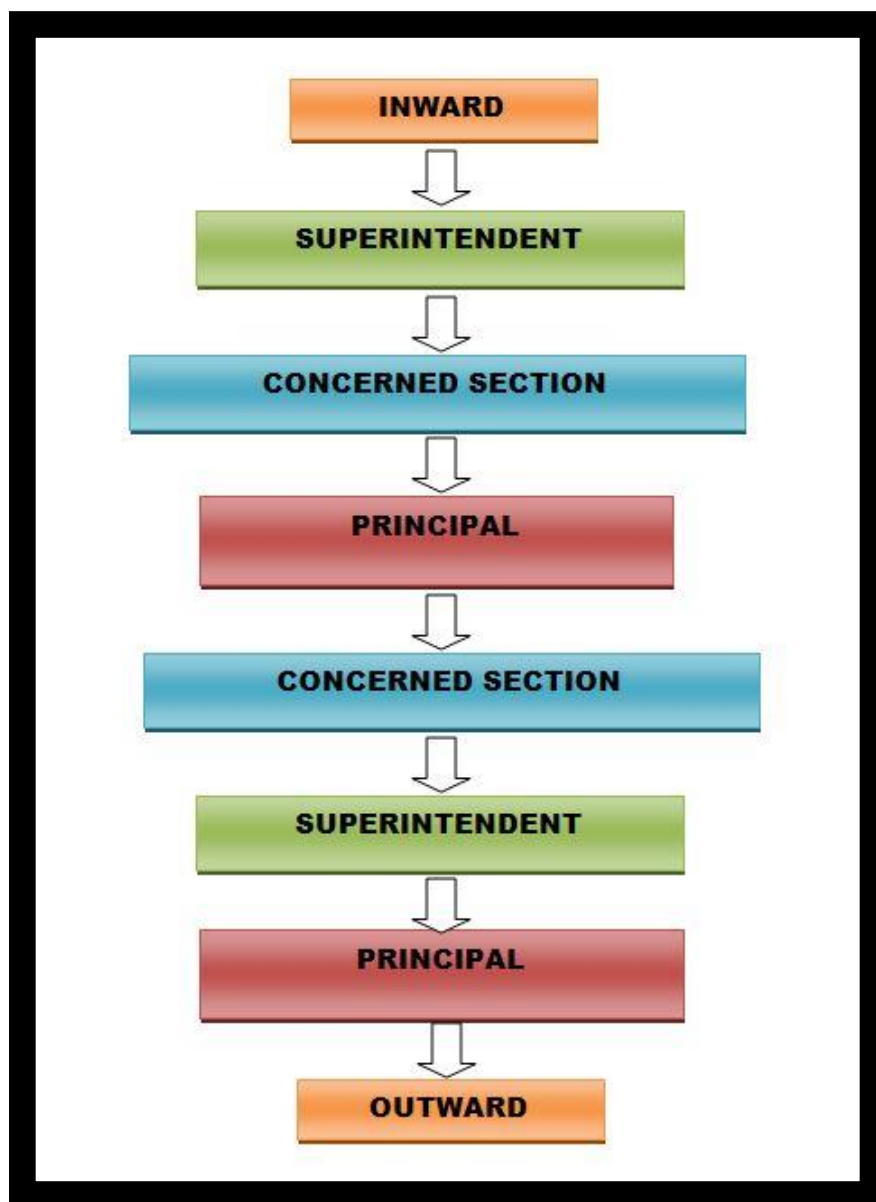 INWARD
SUPERINTENDENT
CONCERNED SECTION
PRINCIPAL
CONCERNED SECTION
SUPERINTENDENT
PRINCIPAL
OUTWARD